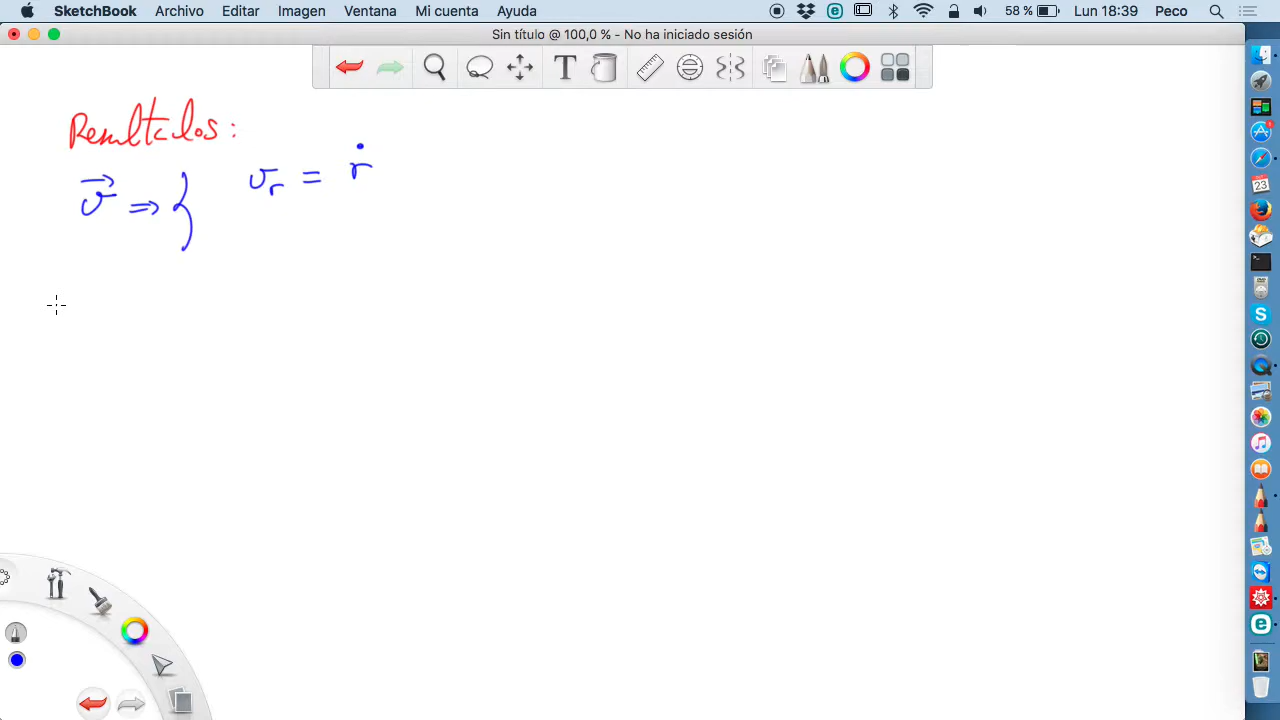 SketchBook Archivo Editar Imagen Ventana Mi cuenta Ayuda 58 % Lun 18:39 Peco
Sin título @ 100,0 % - No ha iniciado sesión
Resultados:
v⃗ ⇒ { v_r = ṙ